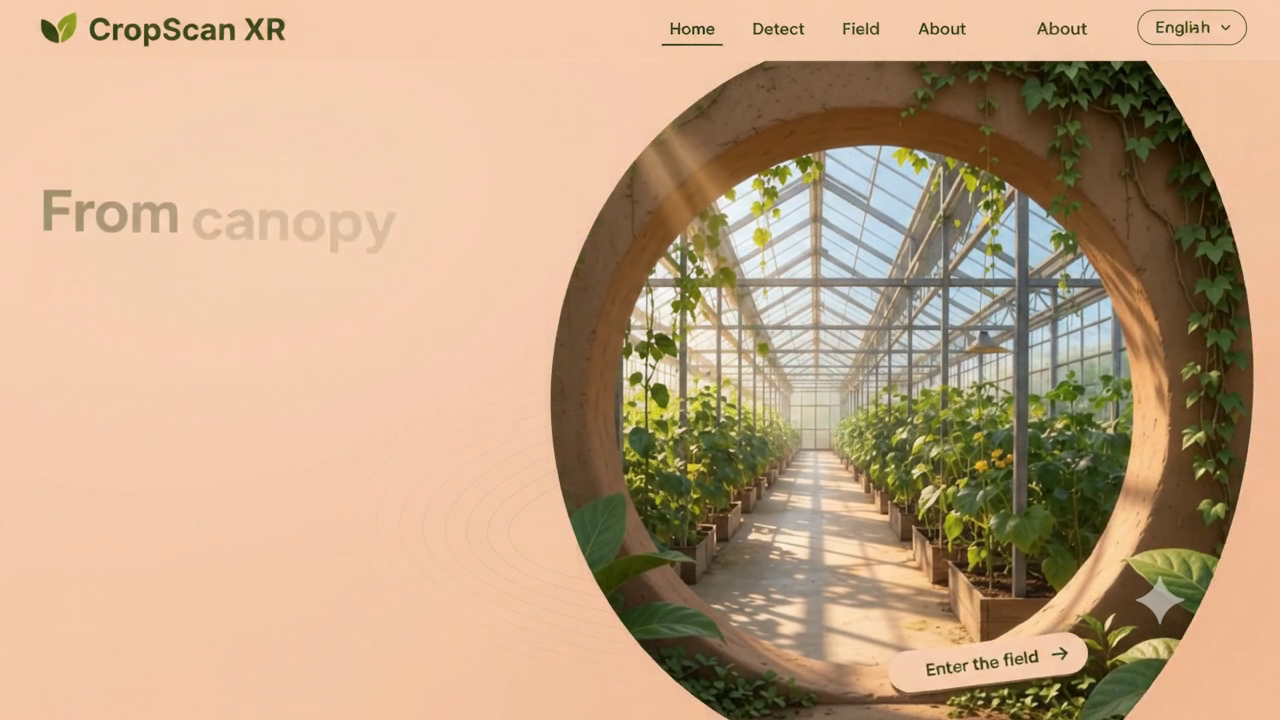 CropScan XR
Home Detect Field About About English
From canopy
Enter the field →